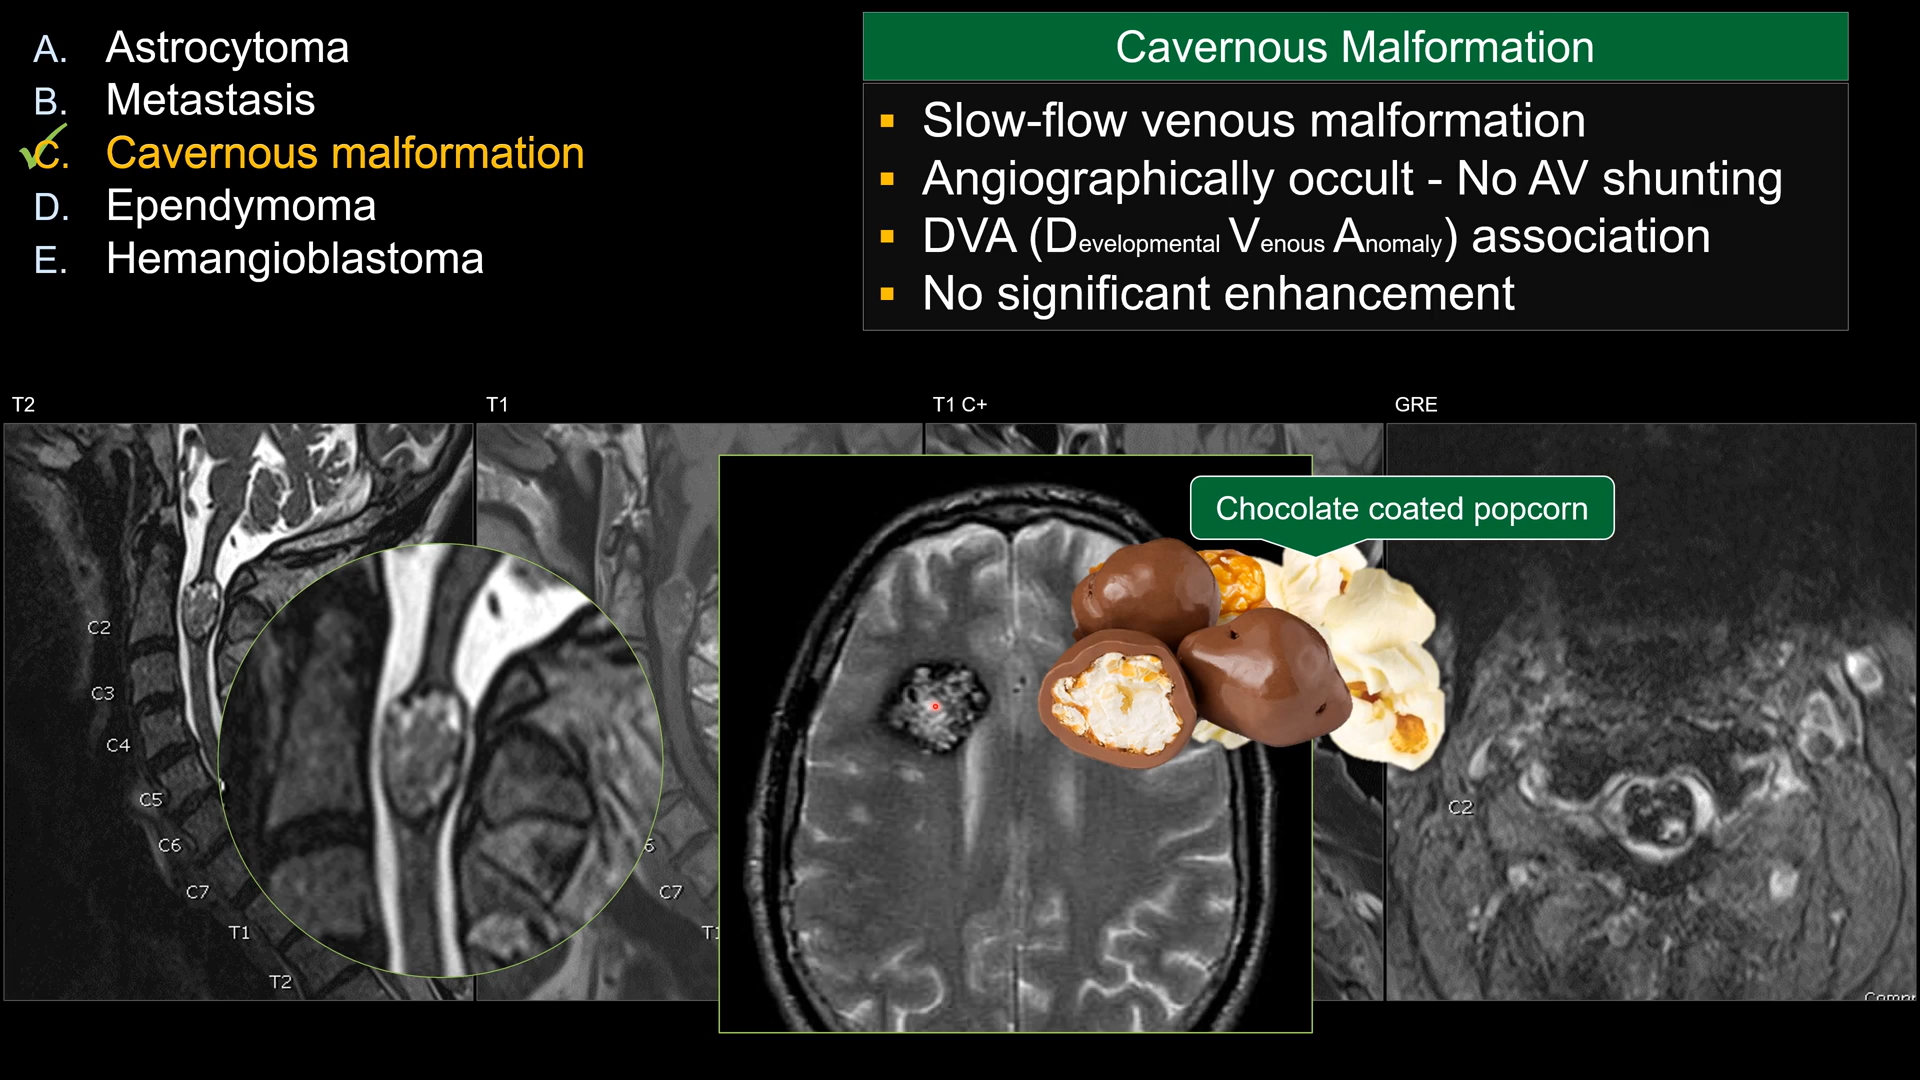 A. Astrocytoma
B. Metastasis
C. Cavernous malformation
D. Ependymoma
E. Hemangioblastoma
Cavernous Malformation
Slow-flow venous malformation
Angiographically occult - No AV shunting
DVA (Developmental Venous Anomaly) association
No significant enhancement
T2
T1
T1 C+
GRE
Chocolate coated popcorn
C2
C3
C4
C5
C6
C7
T1
T2
6
C7
T1
C2